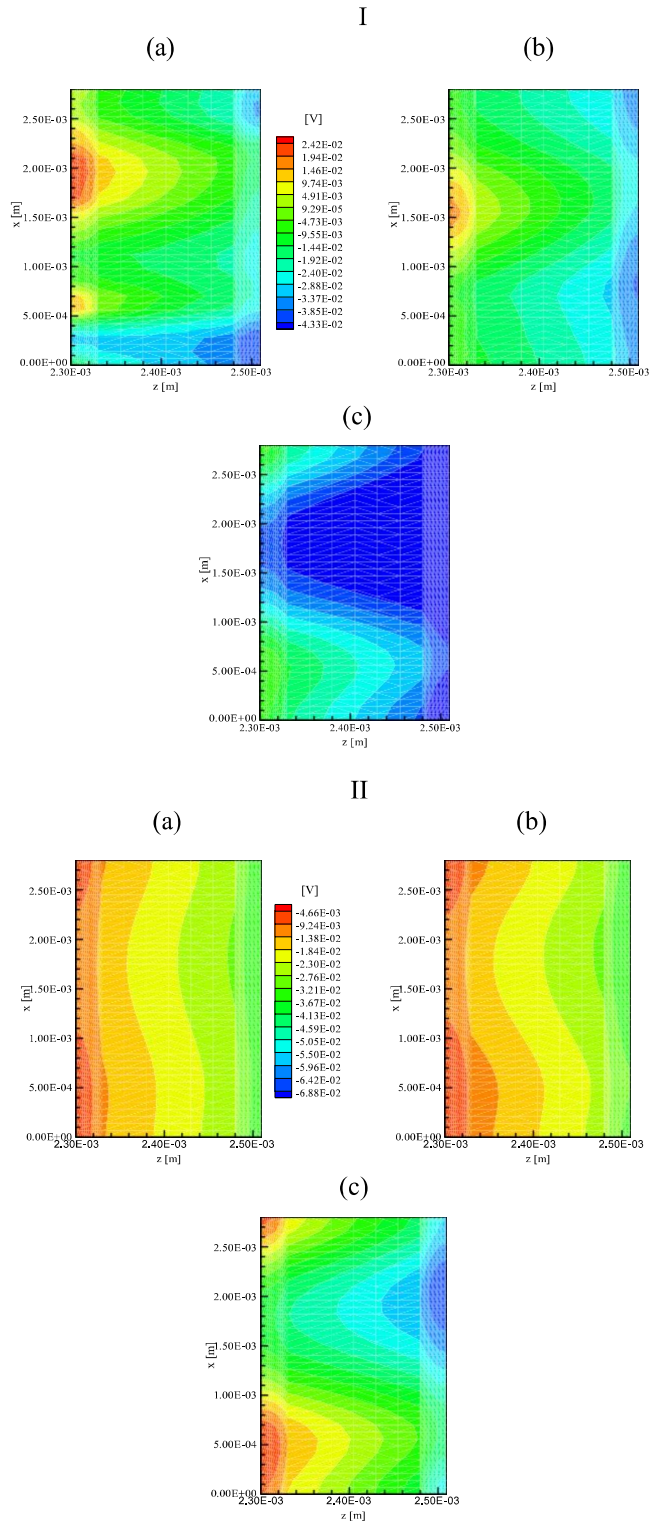 I
(a)
(b)
2.50E-03
2.00E-03
1.50E-03
1.00E-03
5.00E-04
0.00E+00
x [m]
2.30E-03
2.40E-03
2.50E-03
z [m]
[V]
2.42E-02
1.94E-02
1.46E-02
9.74E-03
4.91E-03
9.29E-05
-4.73E-03
-9.55E-03
-1.44E-02
-1.92E-02
-2.40E-02
-2.88E-02
-3.37E-02
-3.85E-02
-4.33E-02
2.50E-03
2.00E-03
1.50E-03
1.00E-03
5.00E-04
0.00E+00
x [m]
2.30E-03
2.40E-03
2.50E-03
z [m]
(c)
2.50E-03
2.00E-03
1.50E-03
1.00E-03
5.00E-04
0.00E+00
x [m]
2.30E-03
2.40E-03
2.50E-03
z [m]
II
(a)
(b)
2.50E-03
2.00E-03
1.50E-03
1.00E-03
5.00E-04
0.00E+00
x [m]
2.30E-03
2.40E-03
2.50E-03
z [m]
[V]
-4.66E-03
-9.24E-03
-1.38E-02
-1.84E-02
-2.30E-02
-2.76E-02
-3.21E-02
-3.67E-02
-4.13E-02
-4.59E-02
-5.05E-02
-5.50E-02
-5.96E-02
-6.42E-02
-6.88E-02
2.50E-03
2.00E-03
1.50E-03
1.00E-03
5.00E-04
0.00E+00
x [m]
2.30E-03
2.40E-03
2.50E-03
z [m]
(c)
2.50E-03
2.00E-03
1.50E-03
1.00E-03
5.00E-04
0.00E+00
x [m]
2.30E-03
2.40E-03
2.50E-03
z [m]